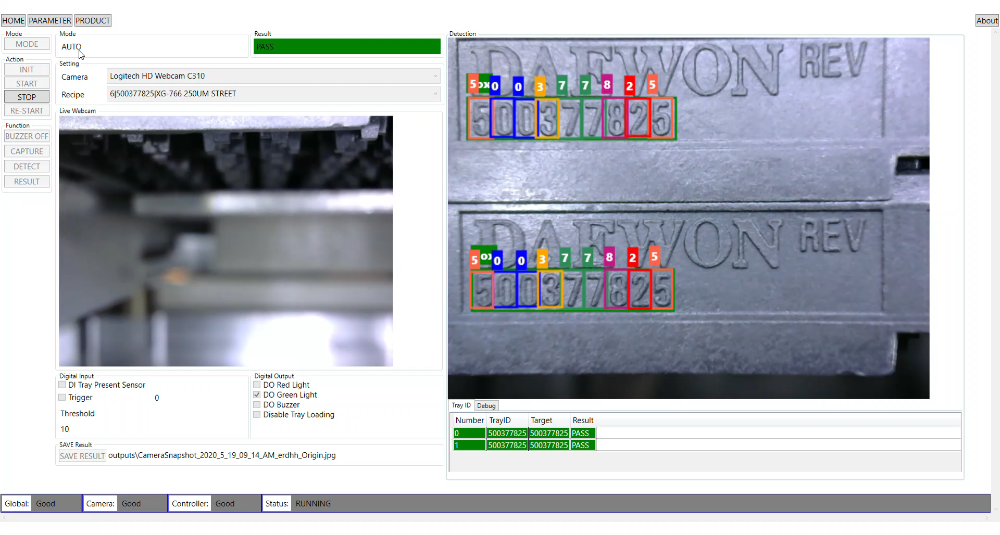 HOME PARAMETER PRODUCT About
Mode
MODE
Action
INIT
START
STOP
RE-START
Function
BUZZER OFF
CAPTURE
DETECT
RESULT
Mode
AUTO
Result
PASS
Setting
Camera Logitech HD Webcam C310
Recipe 6|500377825|XG-766 250UM STREET
Live Webcam
Digital Input
DI Tray Present Sensor
Trigger 0
Threshold
10
Digital Output
DO Red Light
DO Green Light
DO Buzzer
Disable Tray Loading
SAVE Result
SAVE RESULT outputs\CameraSnapshot_2020_5_19_09_14_AM_erdhh_Origin.jpg
Detection
DAEWON REV
5 0 0 3 7 7 8 2 5
500377825
DAEWON REV
5 0 0 3 7 7 8 2 5
500377825
Tray ID Debug
Number TrayID Target Result
0 500377825 500377825 PASS
1 500377825 500377825 PASS
Global: Good Camera: Good Controller: Good Status: RUNNING